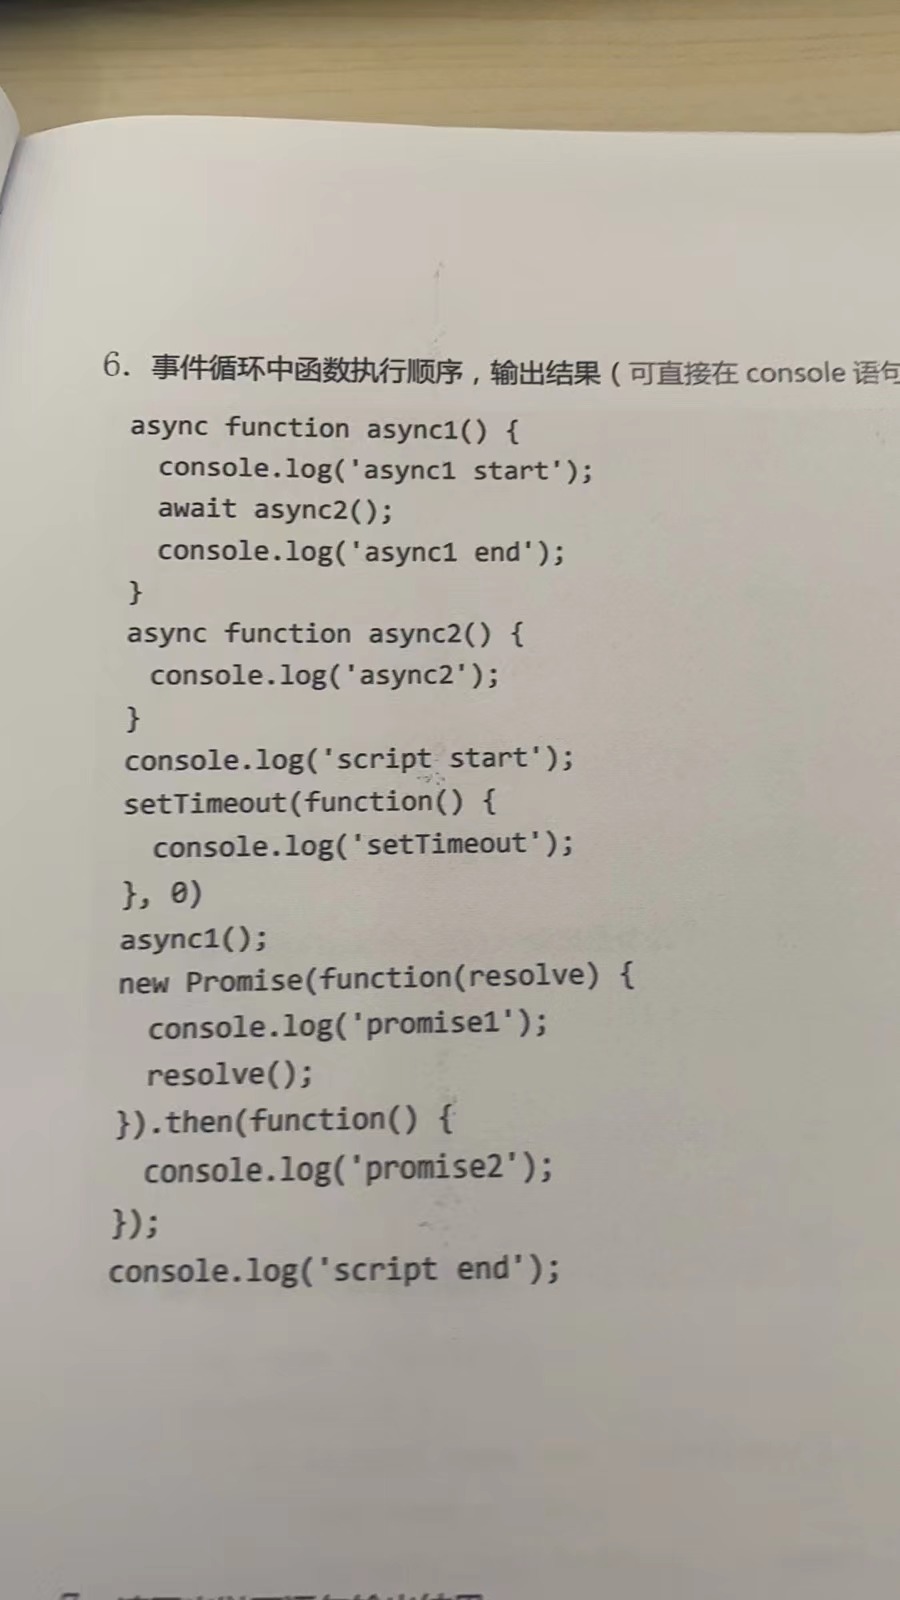 6. 事件循环中函数执行顺序，输出结果（可直接在 console 语句
async function async1() {
console.log('async1 start');
await async2();
console.log('async1 end');
}
async function async2() {
console.log('async2');
}
console.log('script start');
setTimeout(function() {
console.log('setTimeout');
}, 0)
async1();
new Promise(function(resolve) {
console.log('promise1');
resolve();
}).then(function() {
console.log('promise2');
});
console.log('script end');